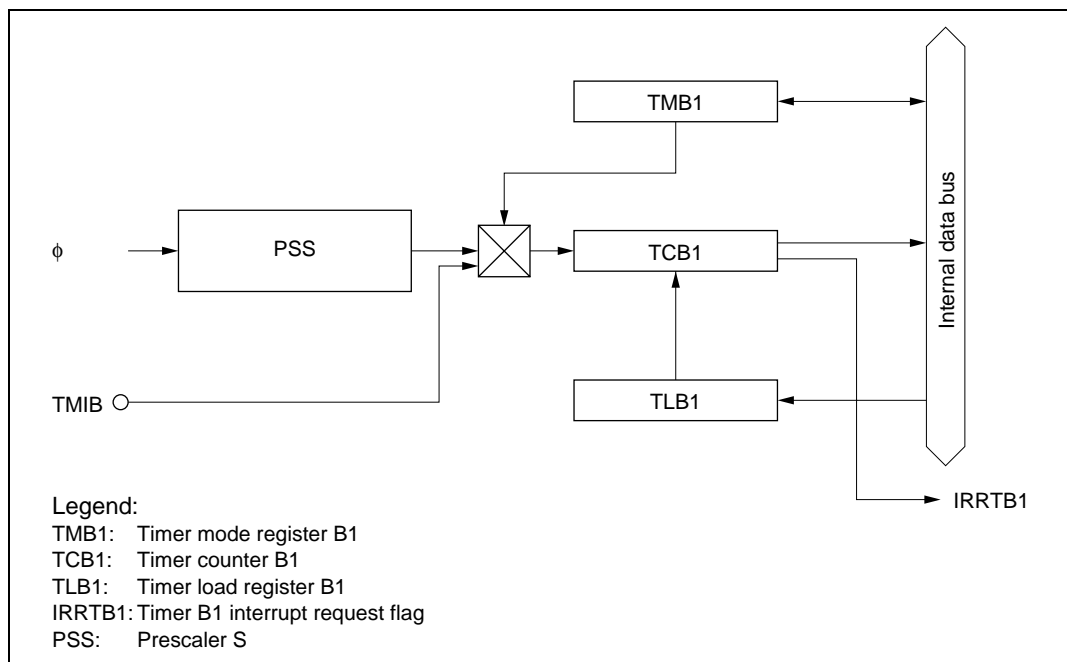 TMB1
Internal data bus
φ
PSS
TCB1
TMIB
TLB1
IRRTB1
Legend:
TMB1: Timer mode register B1
TCB1: Timer counter B1
TLB1: Timer load register B1
IRRTB1: Timer B1 interrupt request flag
PSS: Prescaler S